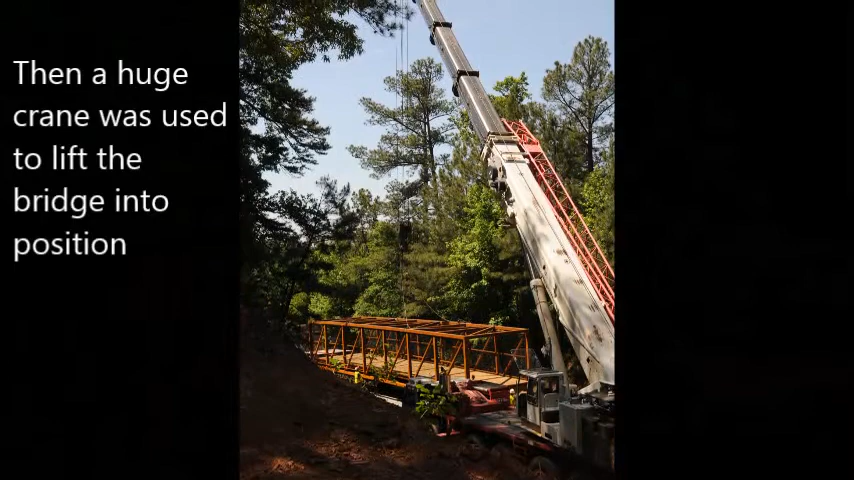 Then a huge
crane was used
to lift the
bridge into
position